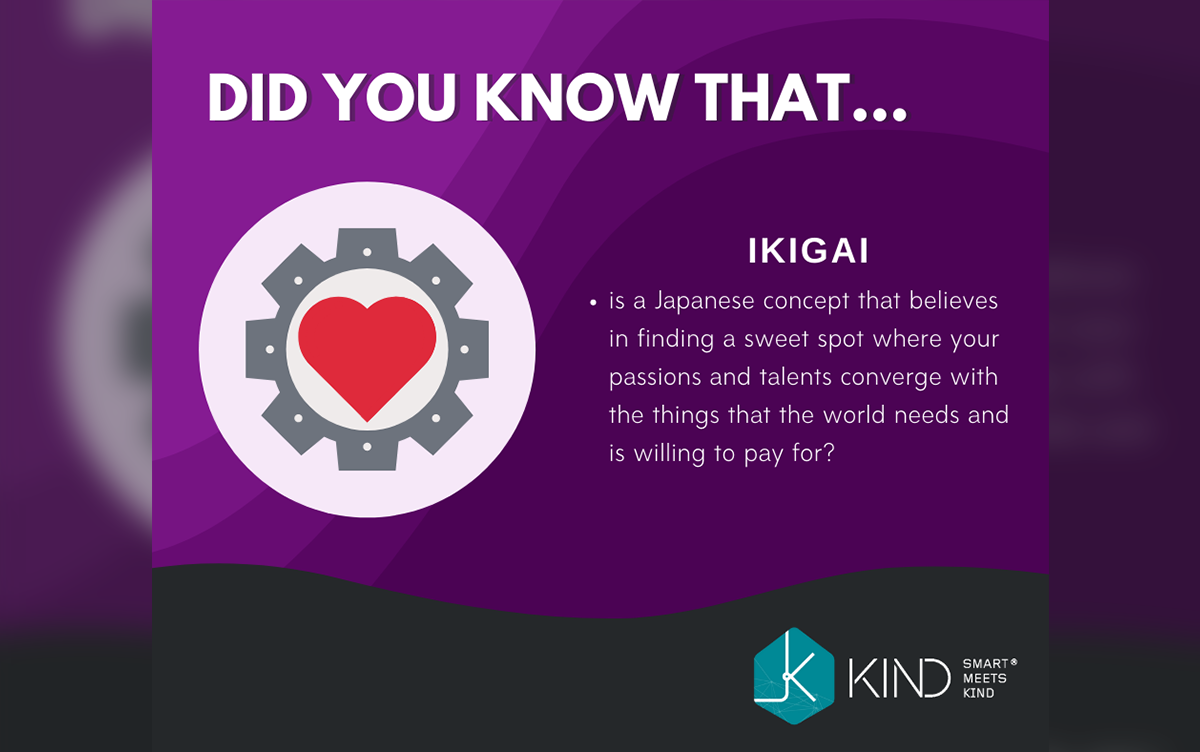 DID YOU KNOW THAT...
IKIGAI
• is a Japanese concept that believes
in finding a sweet spot where your
passions and talents converge with
the things that the world needs and
is willing to pay for?
K
KIND
SMART®
MEETS
KIND